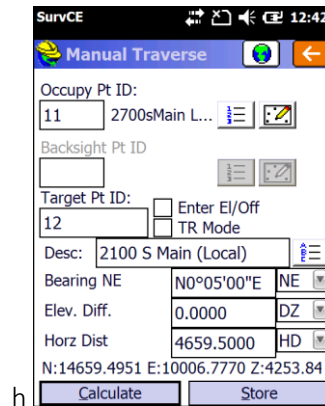 SurvCE 12:42
Manual Traverse
Occupy Pt ID:
11 2700sMain L...
Backsight Pt ID
Target Pt ID:
12
Enter El/Off
TR Mode
Desc: 2100 S Main (Local)
Bearing NE N0°05'00"E NE
Elev. Diff. 0.0000 DZ
Horz Dist 4659.5000 HD
N:14659.4951 E:10006.7770 Z:4253.84
h Calculate Store